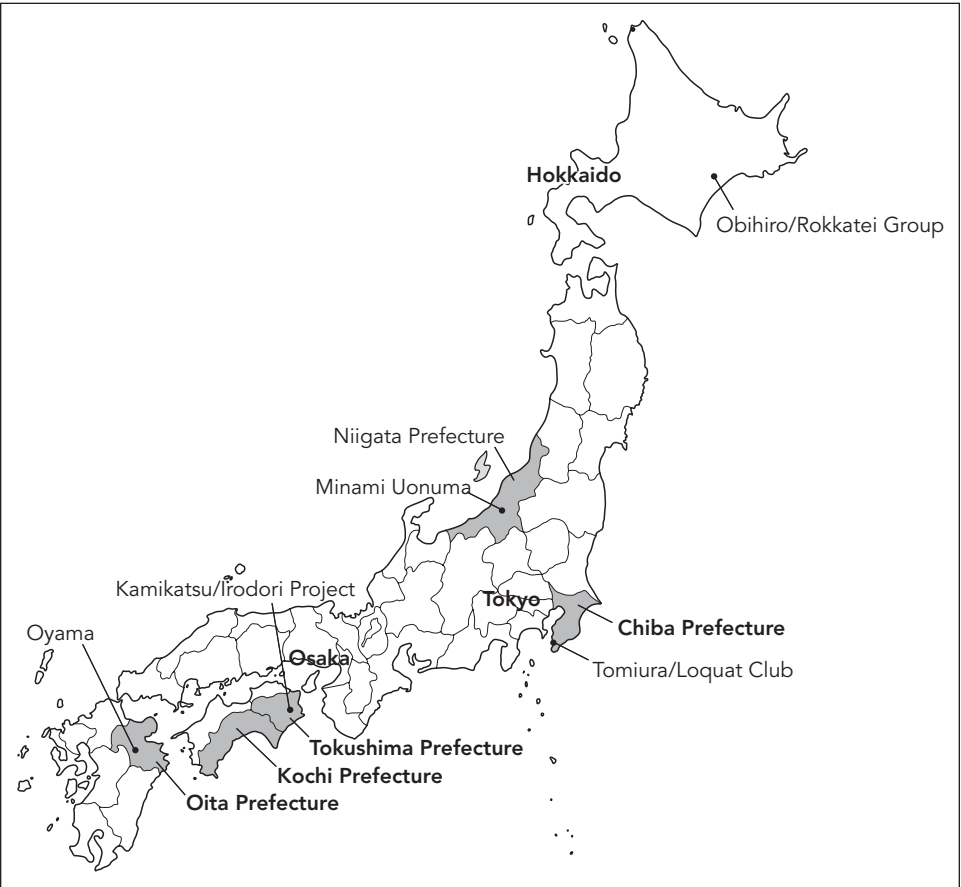 Hokkaido
Obihiro/Rokkatei Group
Niigata Prefecture
Minami Uonuma
Kamikatsu/Irodori Project
Tokyo
Chiba Prefecture
Oyama
Osaka
Tomiura/Loquat Club
Tokushima Prefecture
Kochi Prefecture
Oita Prefecture